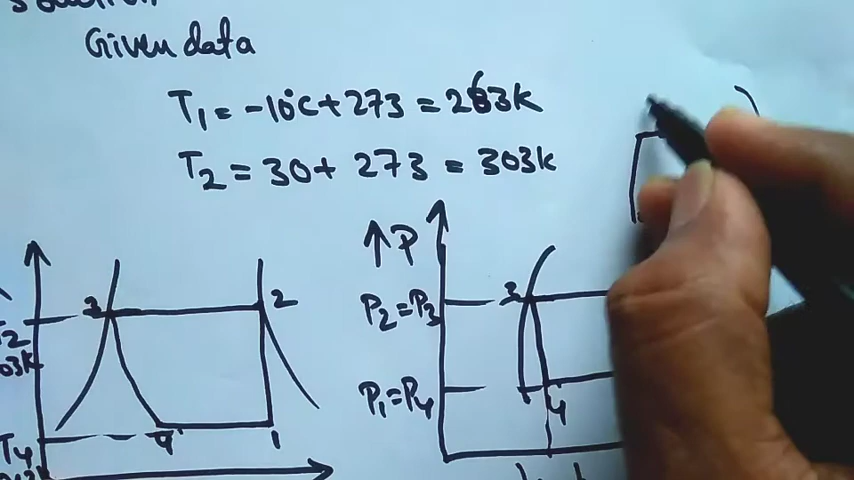 Given data
T₁ = -10°C + 273 = 263K
T₂ = 30 + 273 = 303K
↑P
3 2
P₂ = P₃
3
P₁ = P₄
4
4 1
T₄